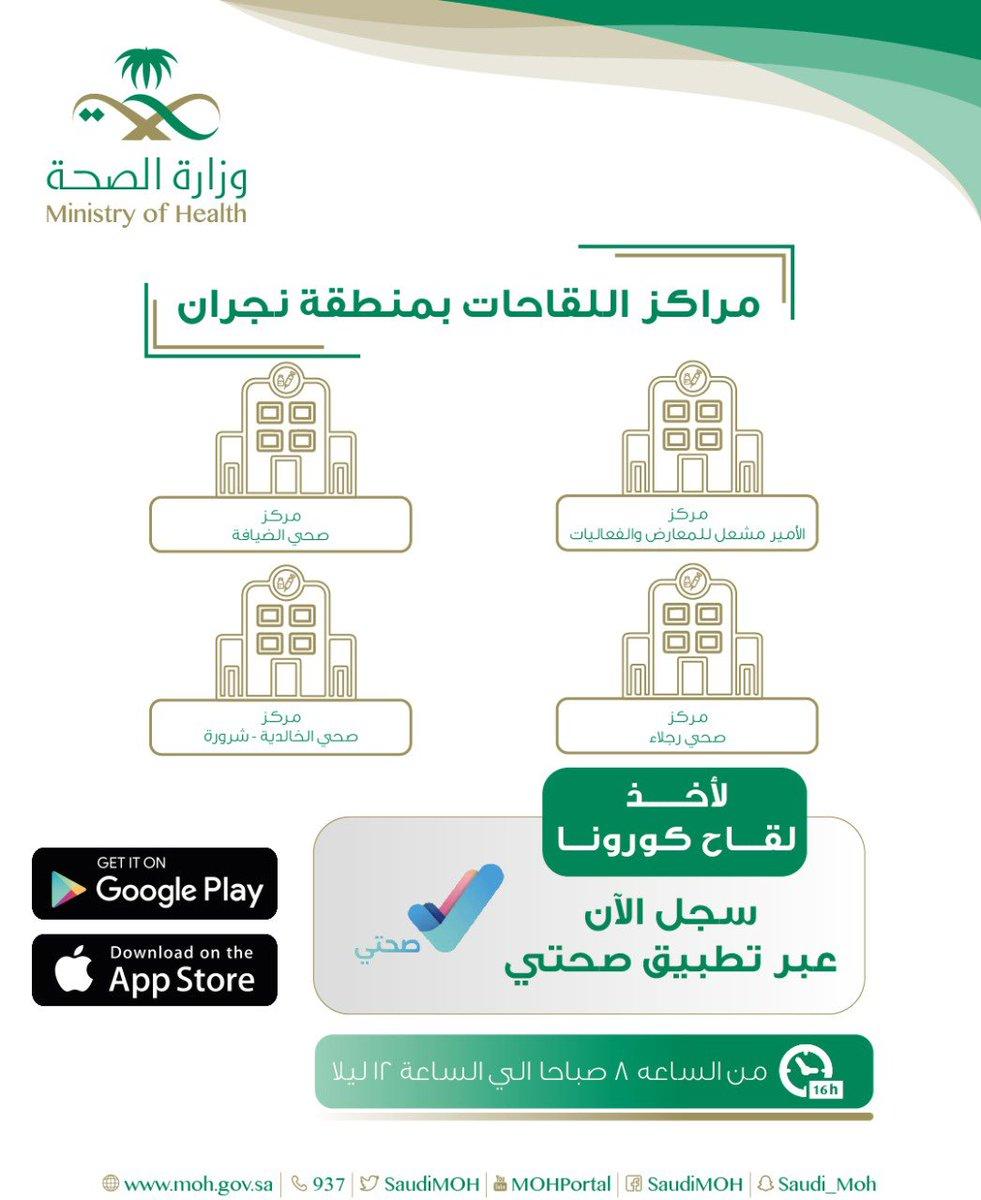 وزارة الصحة
Ministry of Health
مراكز اللقاحات بمنطقة نجران
مركز
الأمير مشعل للمعارض والفعاليات
مركز
صحي الضيافة
مركز
صحي رجلاء
مركز
صحي الخالدية - شرورة
لأخـــــذ
لقـــاح كورونـــا
سجل الآن
عبر تطبيق صحتي
صحتي
GET IT ON
Google Play
Download on the
App Store
من الساعه ٨ صباحا الي الساعة ١٢ ليلا
16h
www.moh.gov.sa | 937 | SaudiMOH | MOHPortal | SaudiMOH | Saudi_Moh